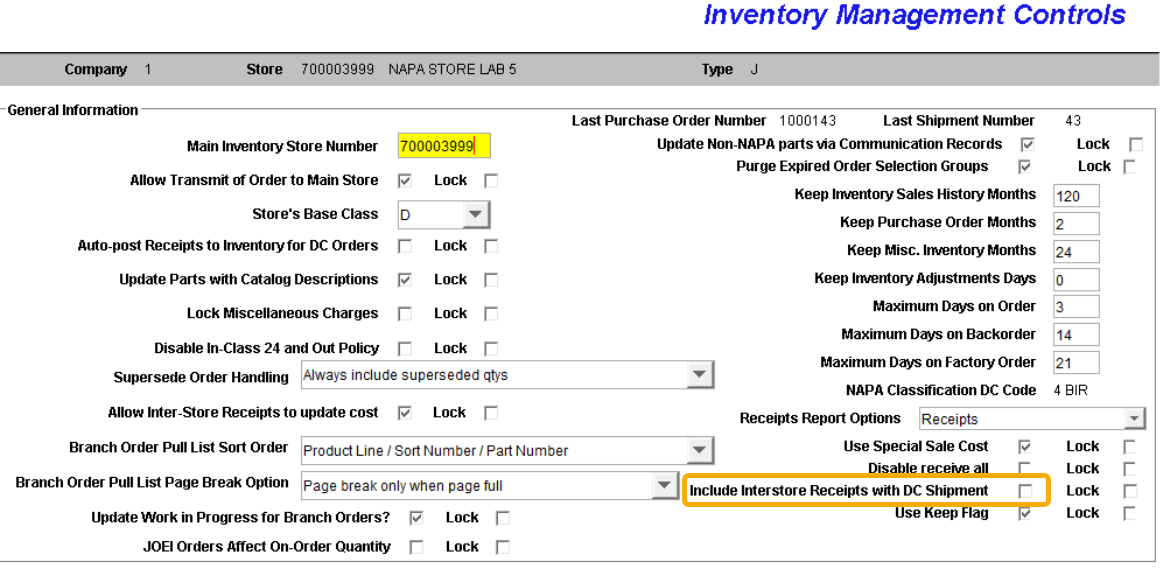 Inventory Management Controls
Company 1 Store 700003999 NAPA STORE LAB 5 Type J
General Information
Last Purchase Order Number 1000143 Last Shipment Number 43
Main Inventory Store Number 700003999
Update Non-NAPA parts via Communication Records Lock
Purge Expired Order Selection Groups Lock
Allow Transmit of Order to Main Store Lock
Keep Inventory Sales History Months 120
Store's Base Class D
Keep Purchase Order Months 2
Auto-post Receipts to Inventory for DC Orders Lock
Keep Misc. Inventory Months 24
Update Parts with Catalog Descriptions Lock
Keep Inventory Adjustments Days 0
Lock Miscellaneous Charges Lock
Maximum Days on Order 3
Maximum Days on Backorder 14
Disable In-Class 24 and Out Policy Lock
Maximum Days on Factory Order 21
Supersede Order Handling Always include superseded qtys
NAPA Classification DC Code 4 BIR
Allow Inter-Store Receipts to update cost Lock
Receipts Report Options Receipts
Branch Order Pull List Sort Order Product Line / Sort Number / Part Number
Use Special Sale Cost Lock
Disable receive all Lock
Branch Order Pull List Page Break Option Page break only when page full
Include Interstore Receipts with DC Shipment Lock
Use Keep Flag Lock
Update Work in Progress for Branch Orders? Lock
JOEI Orders Affect On-Order Quantity Lock